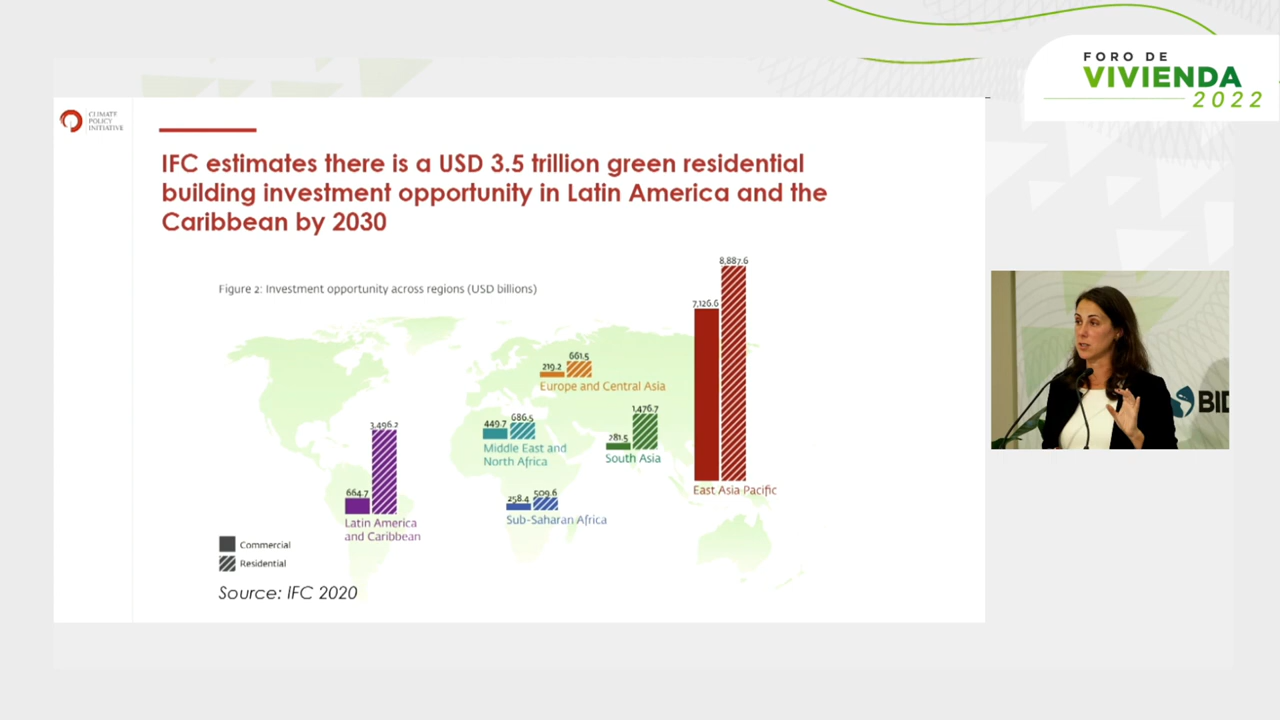 FORO DE
VIVIENDA
2022
CLIMATE
POLICY
INITIATIVE
IFC estimates there is a USD 3.5 trillion green residential
building investment opportunity in Latin America and the
Caribbean by 2030
Figure 2: Investment opportunity across regions (USD billions)
8,887.6
7,126.6
661.5
219.2
Europe and Central Asia
1,476.7
281.5
South Asia
686.5
449.7
Middle East and
North Africa
3,496.2
664.7
Latin America
and Caribbean
509.6
258.4
Sub-Saharan Africa
East Asia Pacific
Commercial
Residential
Source: IFC 2020
BID